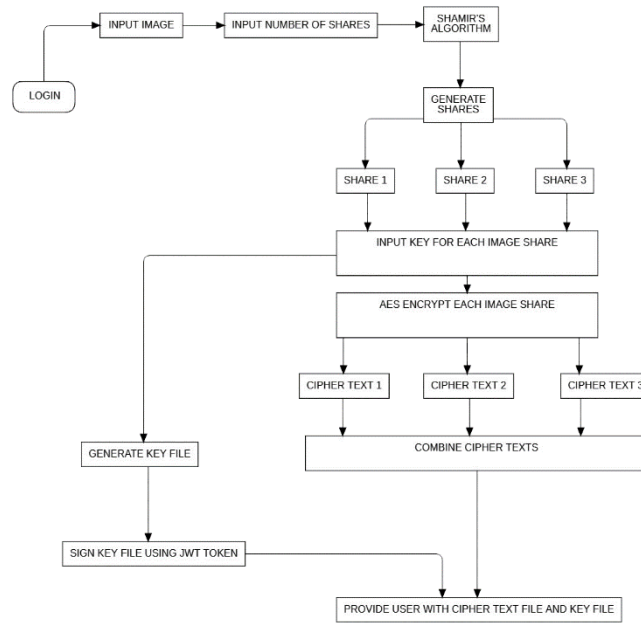 INPUT IMAGE
INPUT NUMBER OF SHARES
SHAMIR'S
ALGORITHM
LOGIN
GENERATE
SHARES
SHARE 1
SHARE 2
SHARE 3
INPUT KEY FOR EACH IMAGE SHARE
AES ENCRYPT EACH IMAGE SHARE
CIPHER TEXT 1
CIPHER TEXT 2
CIPHER TEXT 3
COMBINE CIPHER TEXTS
GENERATE KEY FILE
SIGN KEY FILE USING JWT TOKEN
PROVIDE USER WITH CIPHER TEXT FILE AND KEY FILE